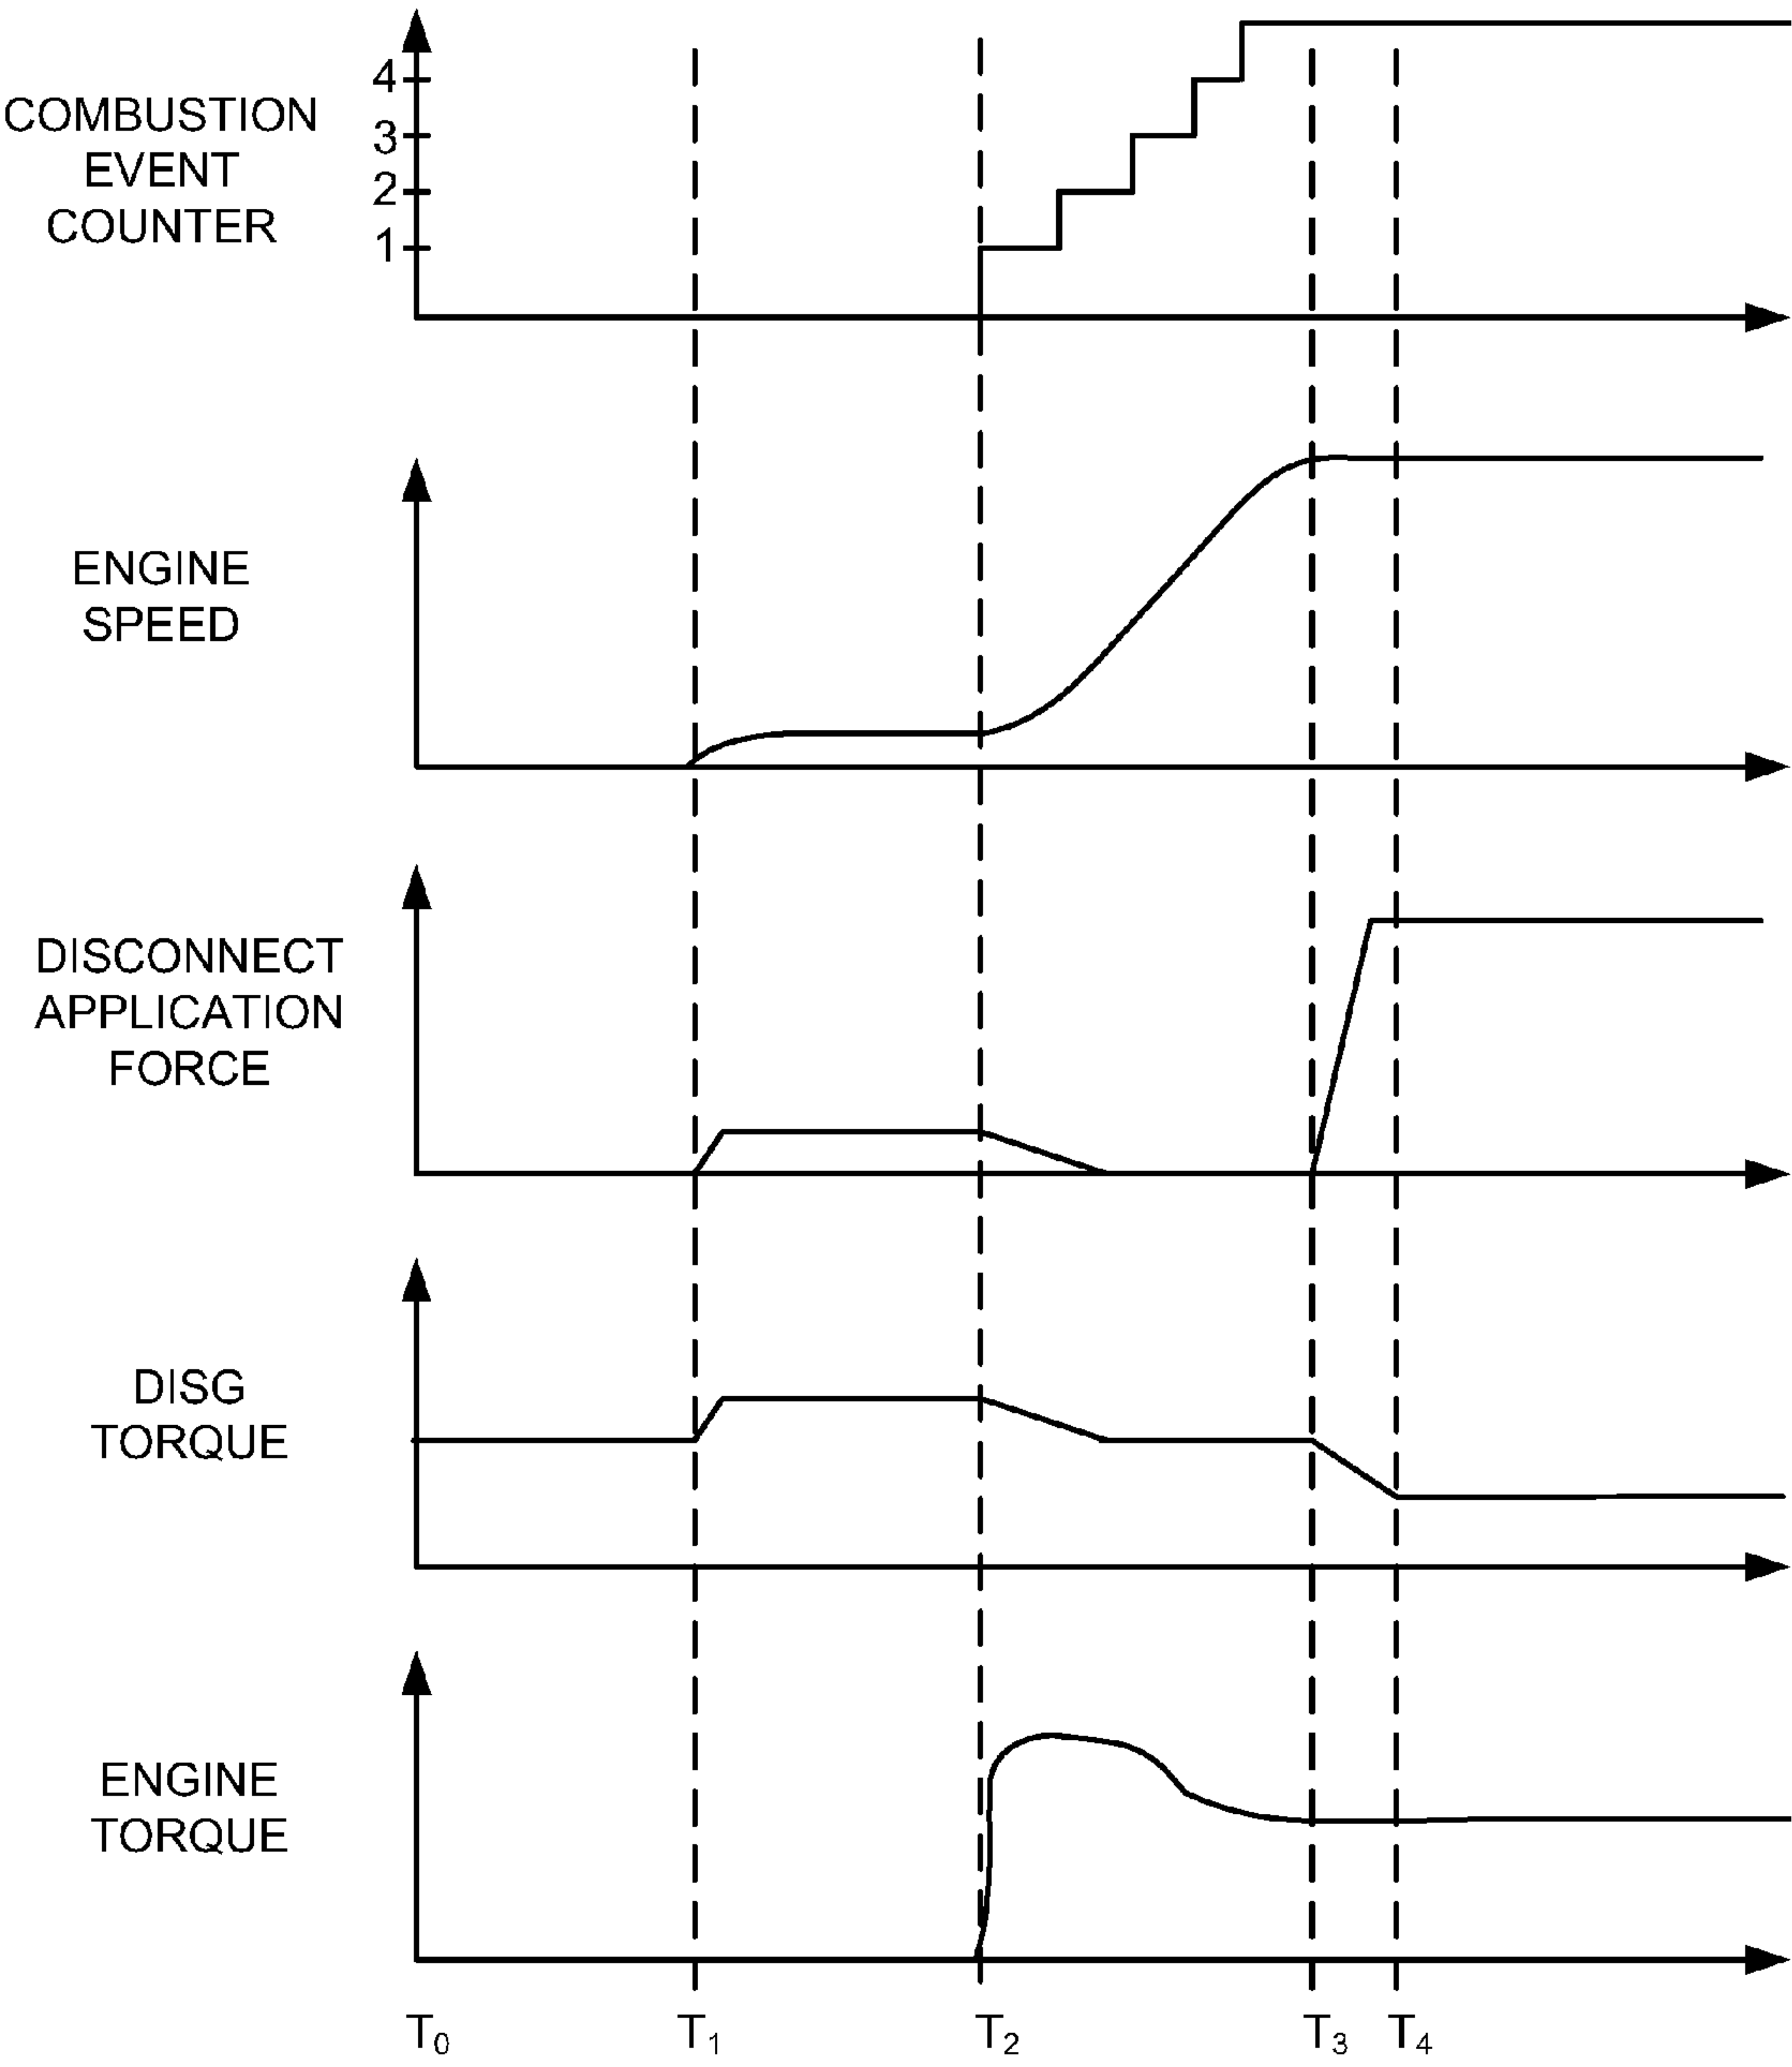 COMBUSTION
EVENT
COUNTER
4
3
2
1
ENGINE
SPEED
DISCONNECT
APPLICATION
FORCE
DISG
TORQUE
ENGINE
TORQUE
T0 T1 T2 T3 T4